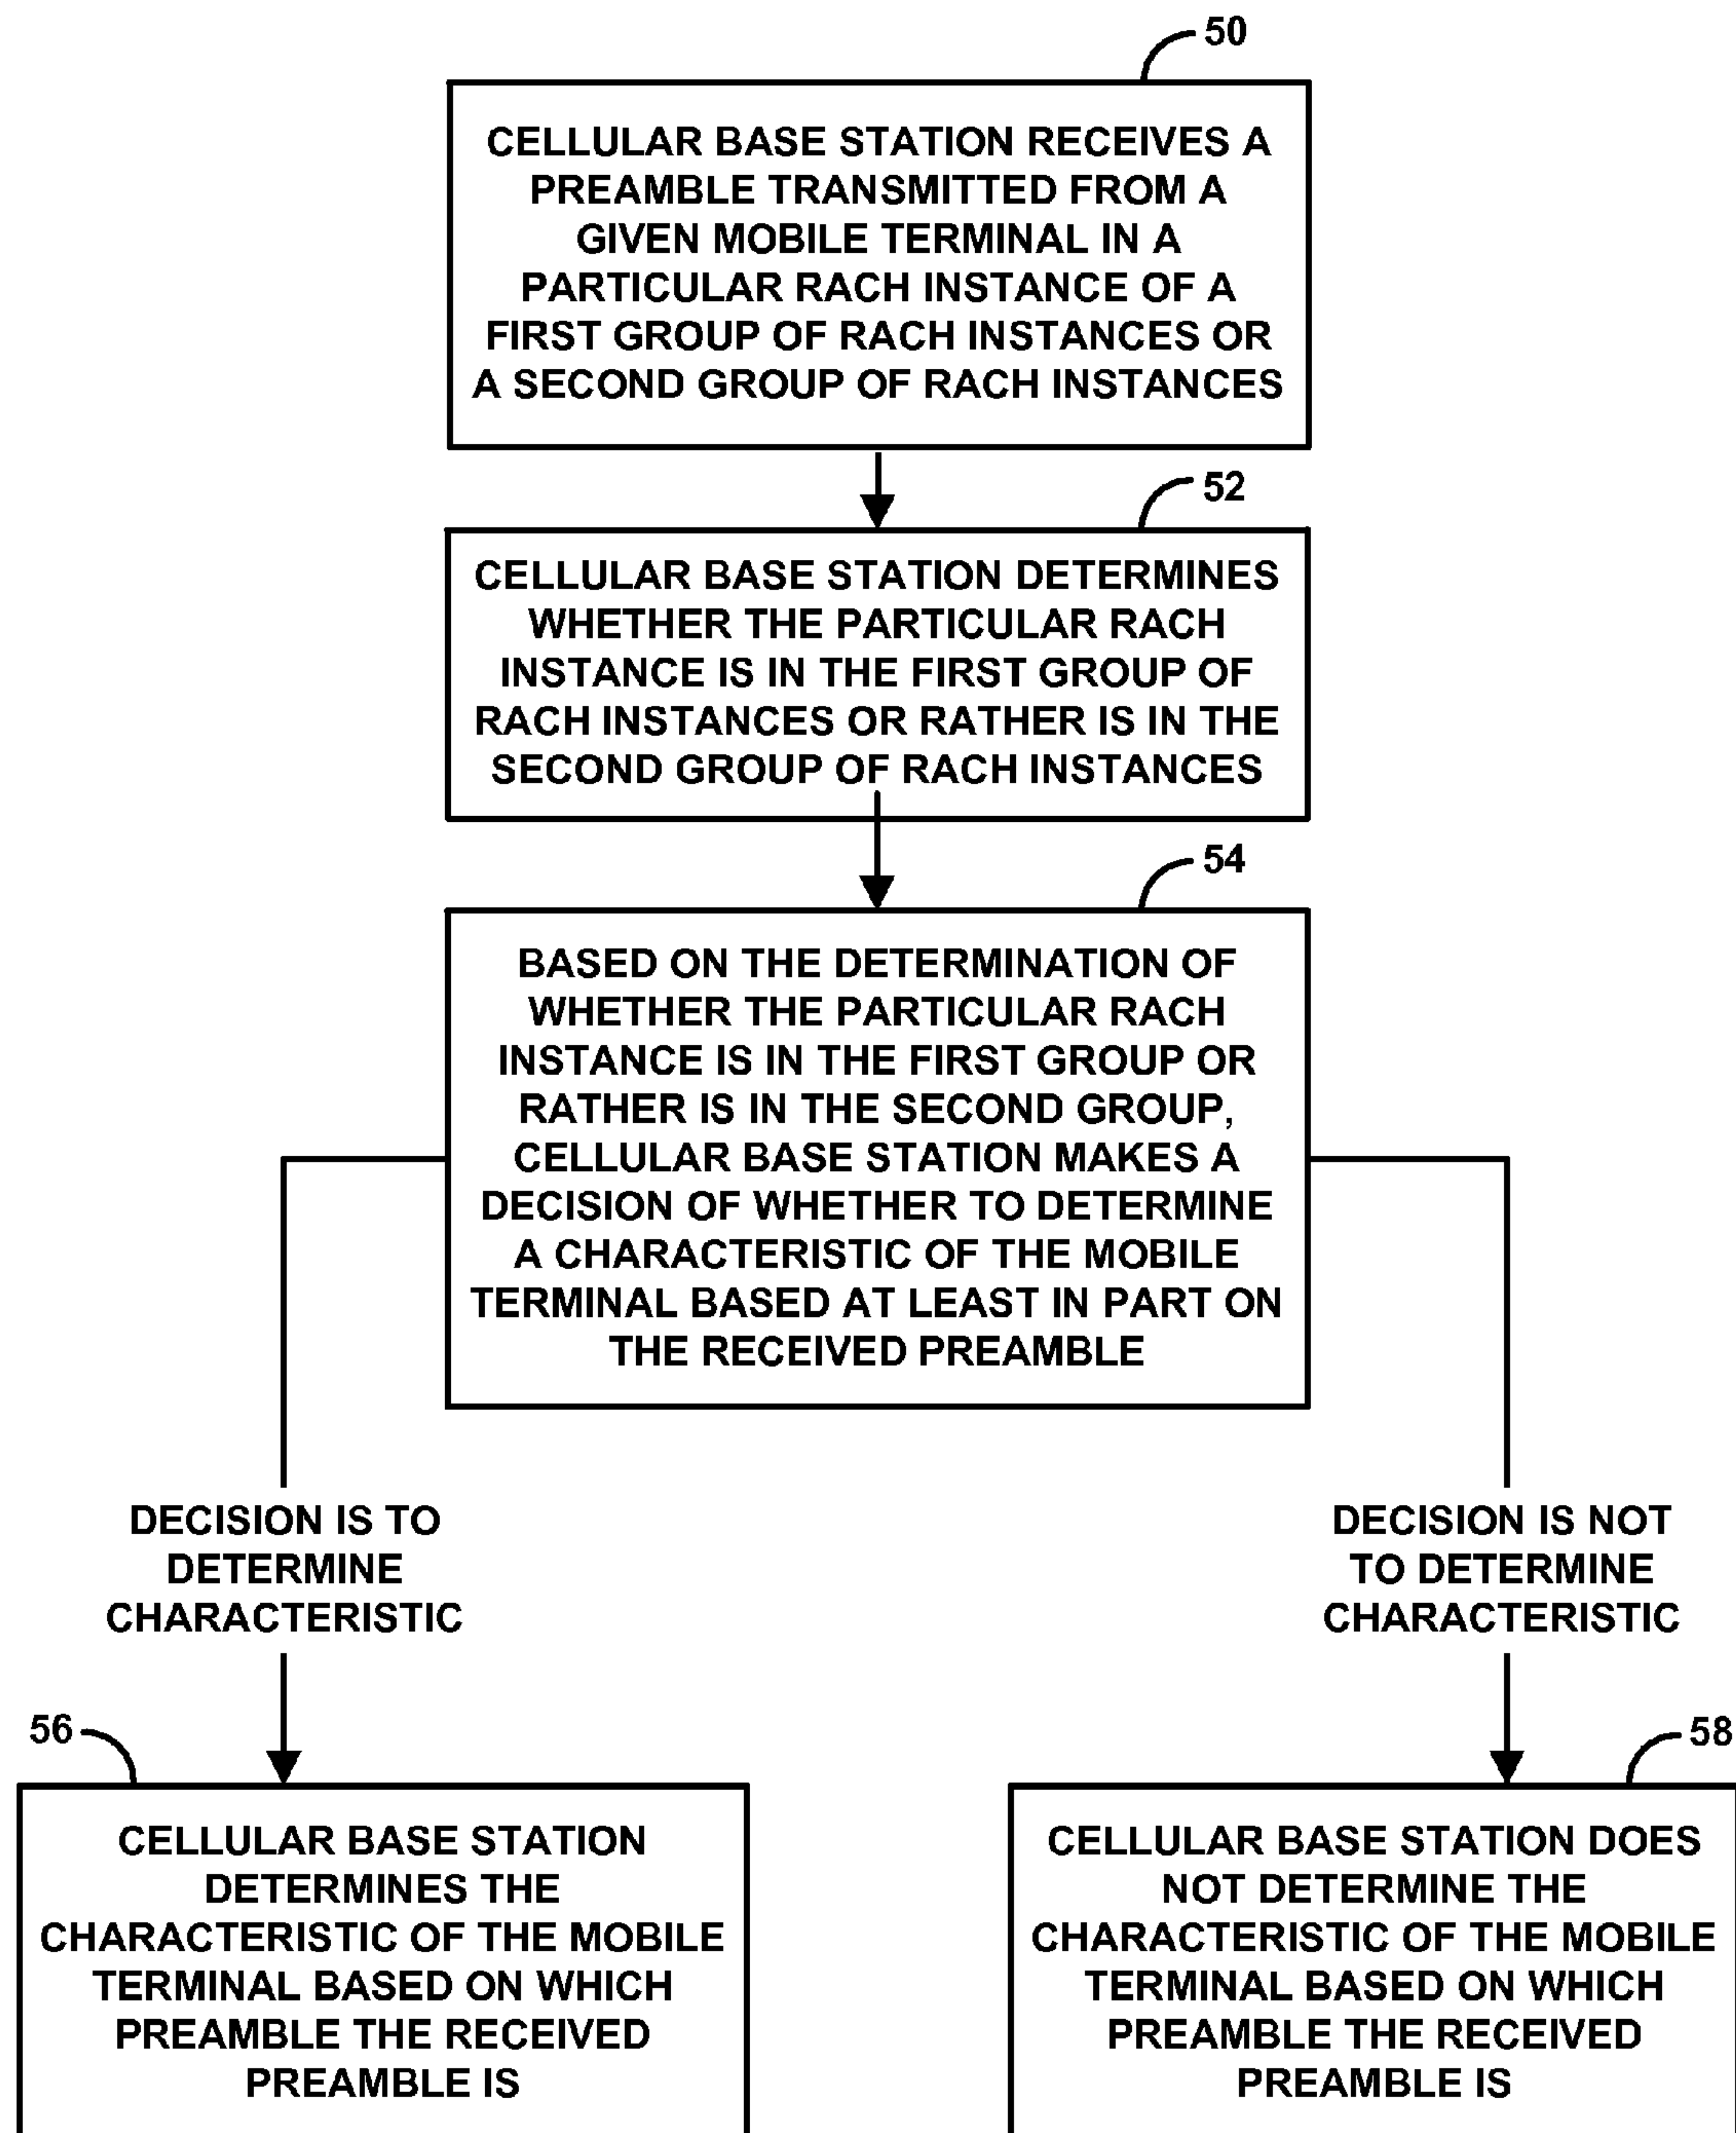 50
CELLULAR BASE STATION RECEIVES A
PREAMBLE TRANSMITTED FROM A
GIVEN MOBILE TERMINAL IN A
PARTICULAR RACH INSTANCE OF A
FIRST GROUP OF RACH INSTANCES OR
A SECOND GROUP OF RACH INSTANCES
52
CELLULAR BASE STATION DETERMINES
WHETHER THE PARTICULAR RACH
INSTANCE IS IN THE FIRST GROUP OF
RACH INSTANCES OR RATHER IS IN THE
SECOND GROUP OF RACH INSTANCES
54
BASED ON THE DETERMINATION OF
WHETHER THE PARTICULAR RACH
INSTANCE IS IN THE FIRST GROUP OR
RATHER IS IN THE SECOND GROUP,
CELLULAR BASE STATION MAKES A
DECISION OF WHETHER TO DETERMINE
A CHARACTERISTIC OF THE MOBILE
TERMINAL BASED AT LEAST IN PART ON
THE RECEIVED PREAMBLE
DECISION IS TO
DETERMINE
CHARACTERISTIC
DECISION IS NOT
TO DETERMINE
CHARACTERISTIC
56
CELLULAR BASE STATION
DETERMINES THE
CHARACTERISTIC OF THE MOBILE
TERMINAL BASED ON WHICH
PREAMBLE THE RECEIVED
PREAMBLE IS
58
CELLULAR BASE STATION DOES
NOT DETERMINE THE
CHARACTERISTIC OF THE MOBILE
TERMINAL BASED ON WHICH
PREAMBLE THE RECEIVED
PREAMBLE IS